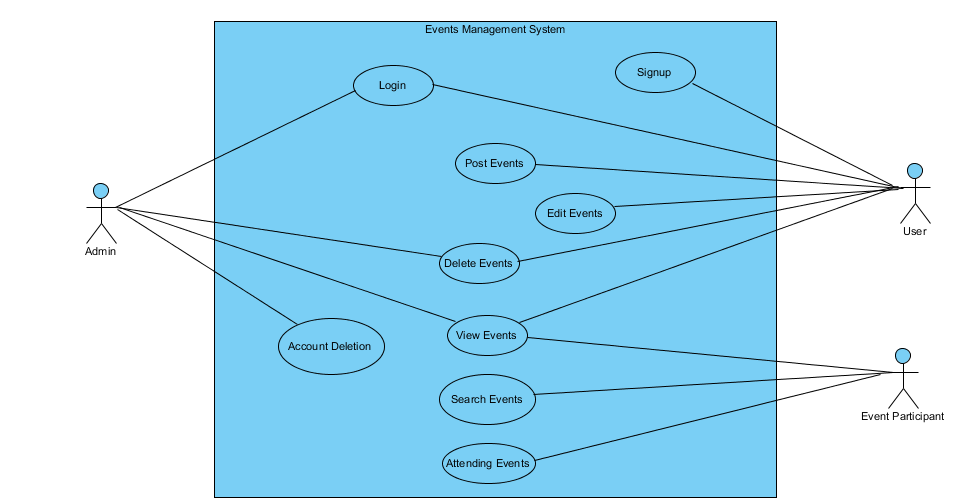 Events Management System
Signup
Login
Post Events
Edit Events
Admin
User
Delete Events
View Events
Account Deletion
Search Events
Event Participant
Attending Events